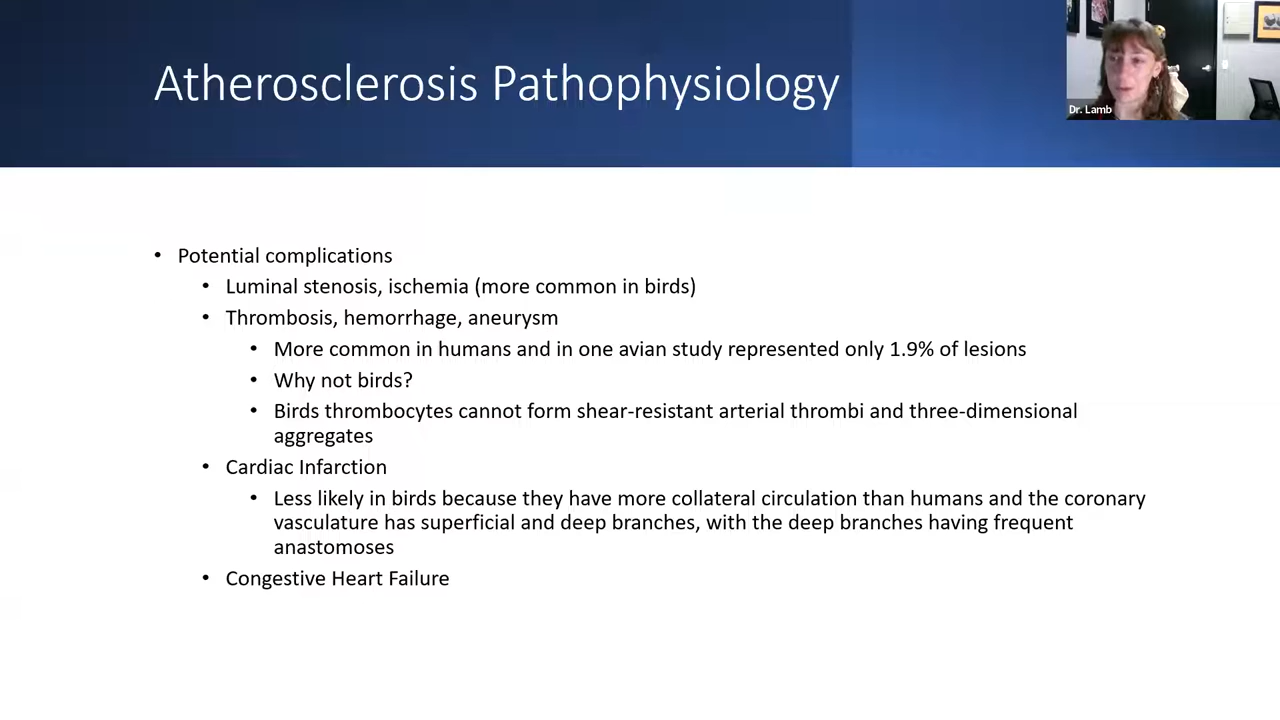 Atherosclerosis Pathophysiology
Dr. Lamb
• Potential complications
• Luminal stenosis, ischemia (more common in birds)
• Thrombosis, hemorrhage, aneurysm
• More common in humans and in one avian study represented only 1.9% of lesions
• Why not birds?
• Birds thrombocytes cannot form shear-resistant arterial thrombi and three-dimensional
aggregates
• Cardiac Infarction
• Less likely in birds because they have more collateral circulation than humans and the coronary
vasculature has superficial and deep branches, with the deep branches having frequent
anastomoses
• Congestive Heart Failure